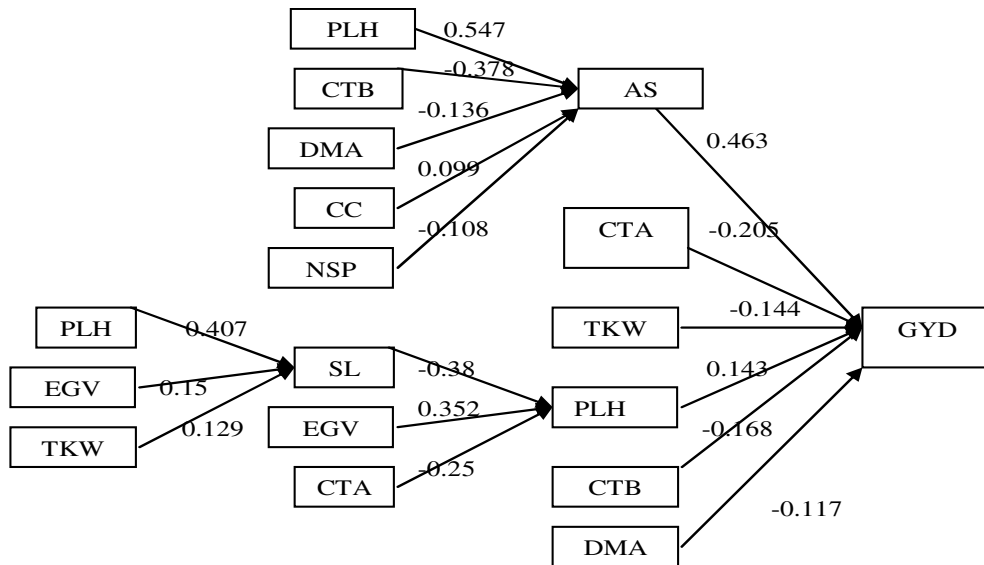 PLH
0.547
CTB
-0.378
AS
DMA
-0.136
0.463
CC
0.099
CTA
-0.205
NSP
-0.108
TKW
-0.144
GYD
PLH
0.407
SL
-0.38
0.143
EGV
0.15
EGV
0.352
PLH
TKW
0.129
-0.168
CTA
-0.25
CTB
-0.117
DMA